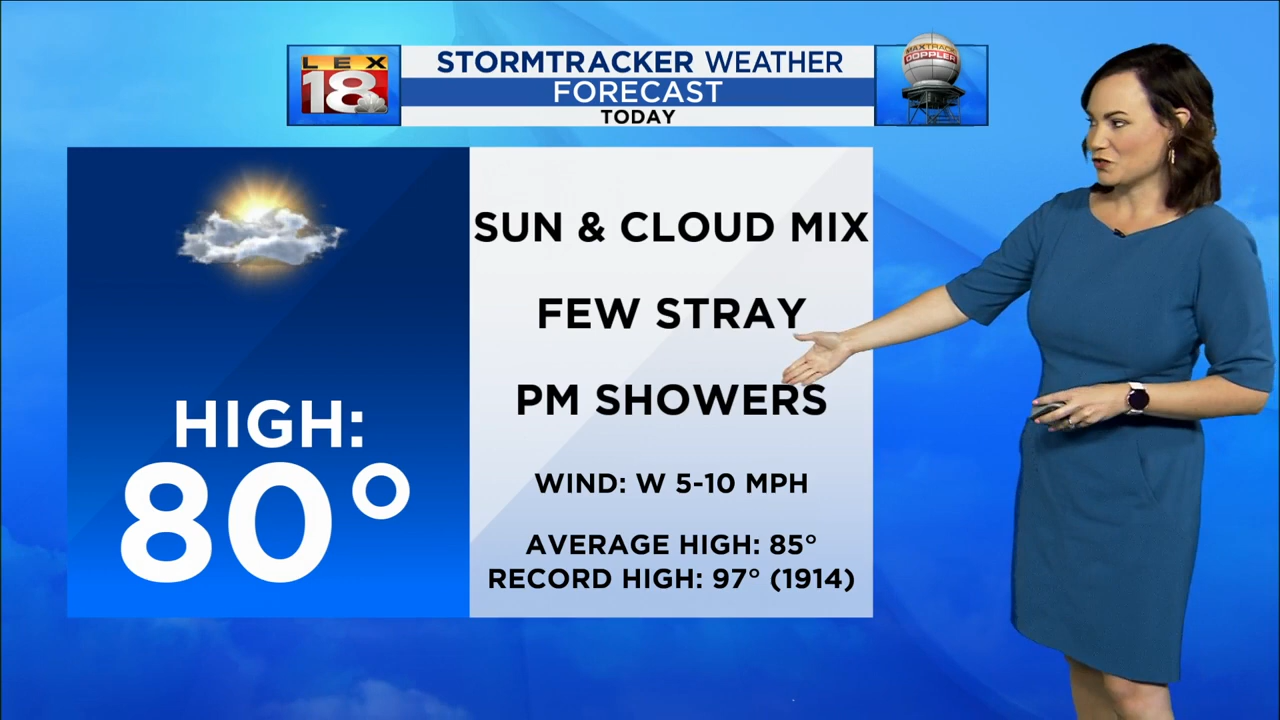 LEX
18
STORMTRACKER WEATHER
FORECAST
TODAY
MAXTRACK
DOPPLER
SUN & CLOUD MIX
FEW STRAY
PM SHOWERS
HIGH:
80°
WIND: W 5-10 MPH
AVERAGE HIGH: 85°
RECORD HIGH: 97° (1914)